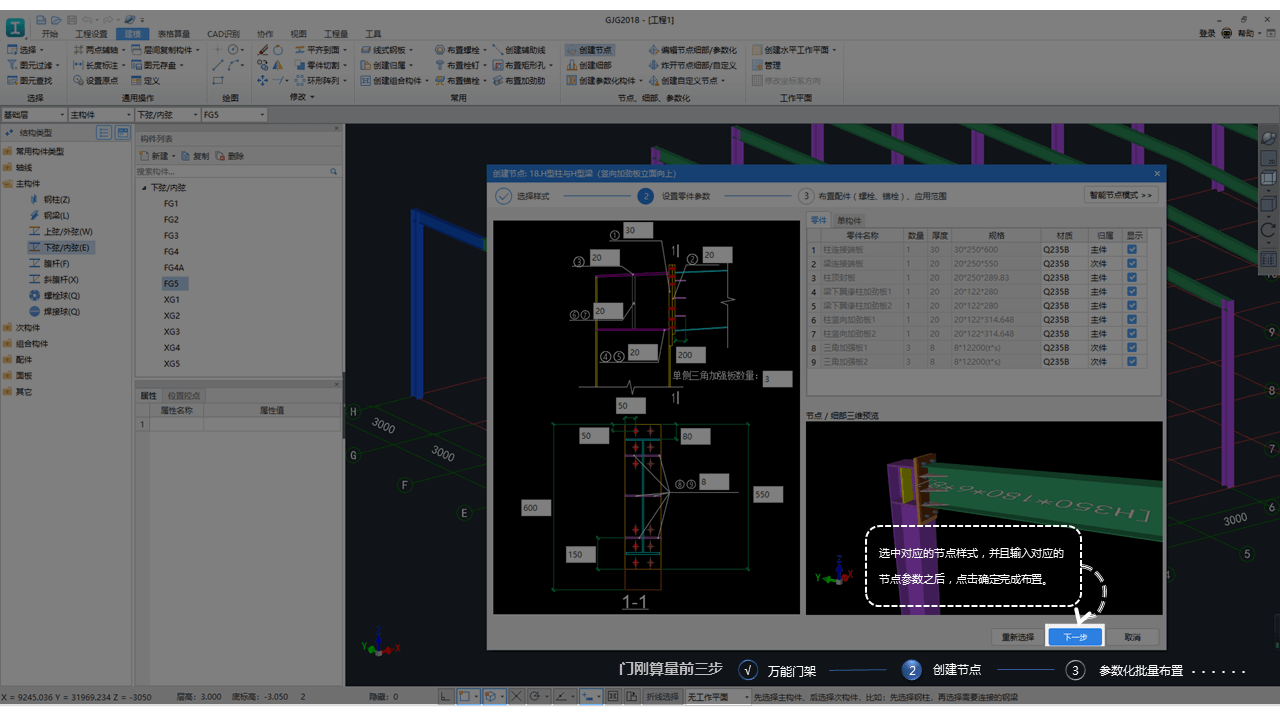 GJG2018 - [工程1]
开始 工程设置 建模 表格算量 CAD识别 协作 视图 工程量 工具
登录 帮助
选择 两点辅轴 层间复制构件 平齐到面 线式钢板 布置螺栓 创建辅助线 创建节点 编辑节点细部/参数化 创建水平工作平面
图元过滤 长度标注 图元存盘 零件切割 创建归属 布置栓钉 布置矩形孔 创建细部 炸开节点细部/自定义 管理
图元查找 设置原点 定义 环形阵列 创建组合构件 布置锚栓 布置加劲肋 创建参数化构件 创建自定义节点 修改坐标系方向
选择 通用操作 绘图 修改 常用 节点、细部、参数化 工作平面
基础层 主构件 下弦/内弦 FG5
结构类型
常用构件类型
轴线
主构件
钢柱(Z)
钢梁(L)
上弦/外弦(W)
下弦/内弦(E)
腹杆(F)
斜腹杆(X)
螺栓球(Q)
焊接球(Q)
次构件
组合构件
配件
面板
其它
构件列表
新建 复制 删除
搜索构件...
下弦/内弦
FG1
FG2
FG3
FG4
FG4A
FG5
XG1
XG2
XG3
XG4
XG5
属性 位置控点
属性名称 属性值
1
H
3000
G
3000
F
E
创建节点: 18.H型柱与H型梁（竖向加劲板立面向上）
选择样式 2 设置零件参数 3 布置配件（螺栓、锚栓）、应用范围 智能节点模式 >>
① 30
③ 20
② 20
1
⑥⑦ 20
④⑤ 20
200
单侧三角加强板数量: 3
1
50
50
80
⑧⑨ 8
600
550
150
1-1
零件 单构件
零件名称 数量 厚度 规格 材质 归属 显示
1 柱连接端板 1 30 30*250*600 Q235B 主件
2 梁连接端板 1 20 20*250*550 Q235B 次件
3 柱顶封板 1 20 20*250*289.83 Q235B 主件
4 梁下翼缘柱加劲板1 1 20 20*122*280 Q235B 主件
5 梁下翼缘柱加劲板2 1 20 20*122*280 Q235B 主件
6 柱竖向加劲板1 1 20 20*122*314.648 Q235B 主件
7 柱竖向加劲板2 1 20 20*122*314.648 Q235B 主件
8 三角加强板1 3 8 8*12200(t*s) Q235B 次件
9 三角加强板2 3 8 8*12200(t*s) Q235B 次件
节点 / 细部三维预览
选中对应的节点样式，并且输入对应的
节点参数之后，点击确定完成布置。
Z
Y X
重新选择 下一步 取消
9
8
7
6
3000
5
4
Z
Y X
门刚算量前三步 √ 万能门架 2 创建节点 3 参数化批量布置 ......
X = 9245.036 Y = 31969.234 Z = -3050 层高: 3.000 底标高: -3.050 2 隐藏: 0 折线选择 无工作平面 先选择主构件、后选择次构件、比如: 先选择钢柱、再选择需要连接的钢梁